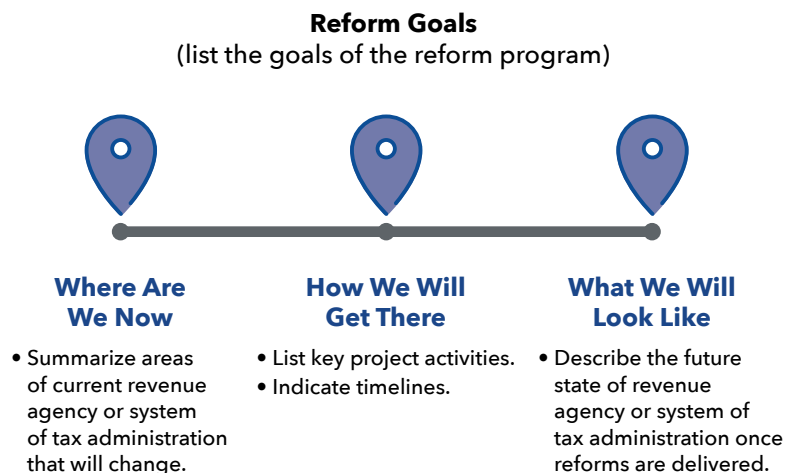 Reform Goals
(list the goals of the reform program)
Where Are
We Now
• Summarize areas
of current revenue
agency or system
of tax administration
that will change.
How We Will
Get There
• List key project activities.
• Indicate timelines.
What We Will
Look Like
• Describe the future
state of revenue
agency or system of
tax administration once
reforms are delivered.